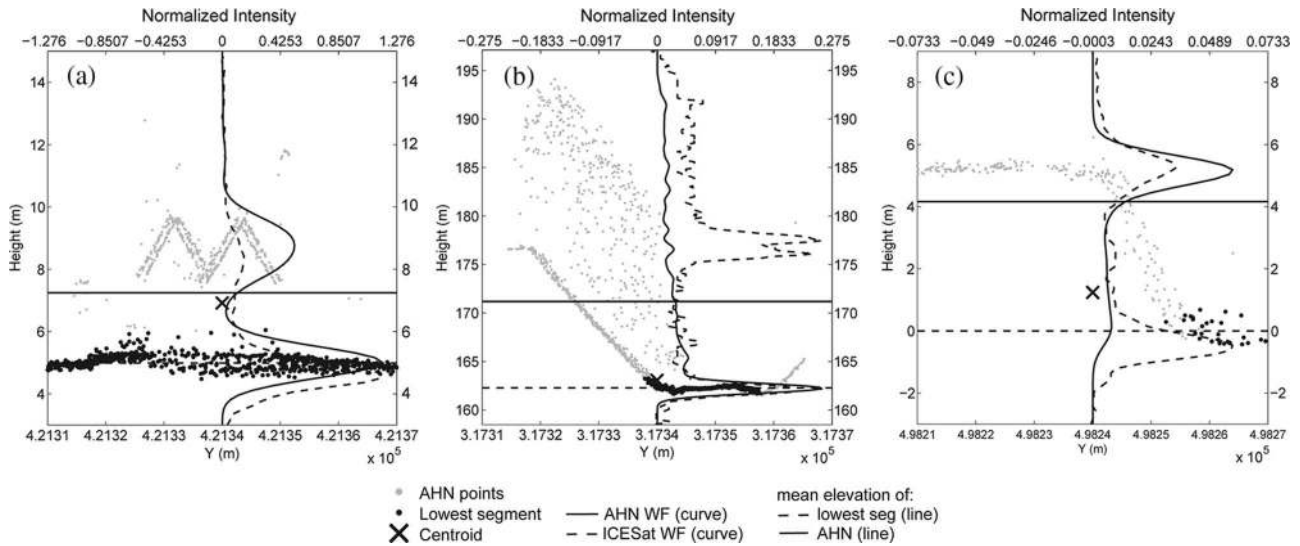 Normalized Intensity
−1.276 −0.8507 −0.4253 0 0.4253 0.8507 1.276
(a)
Height (m)
14
12
10
8
6
4
14
12
10
8
6
4
4.2131 4.2132 4.2133 4.2134 4.2135 4.2136 4.2137
Y (m)
x 10⁵
Normalized Intensity
−0.275 −0.1833 −0.0917 0 0.0917 0.1833 0.275
(b)
Height (m)
195
190
185
180
175
170
165
160
195
190
185
180
175
170
165
160
3.1731 3.1732 3.1733 3.1734 3.1735 3.1736 3.1737
Y (m)
x 10⁵
Normalized Intensity
−0.0733 −0.049 −0.0246 −0.0003 0.0243 0.0489 0.0733
(c)
Height (m)
8
6
4
2
0
−2
8
6
4
2
0
−2
4.9821 4.9822 4.9823 4.9824 4.9825 4.9826 4.9827
Y (m)
x 10⁵
AHN points
Lowest segment
Centroid
AHN WF (curve)
ICESat WF (curve)
mean elevation of:
lowest seg (line)
AHN (line)